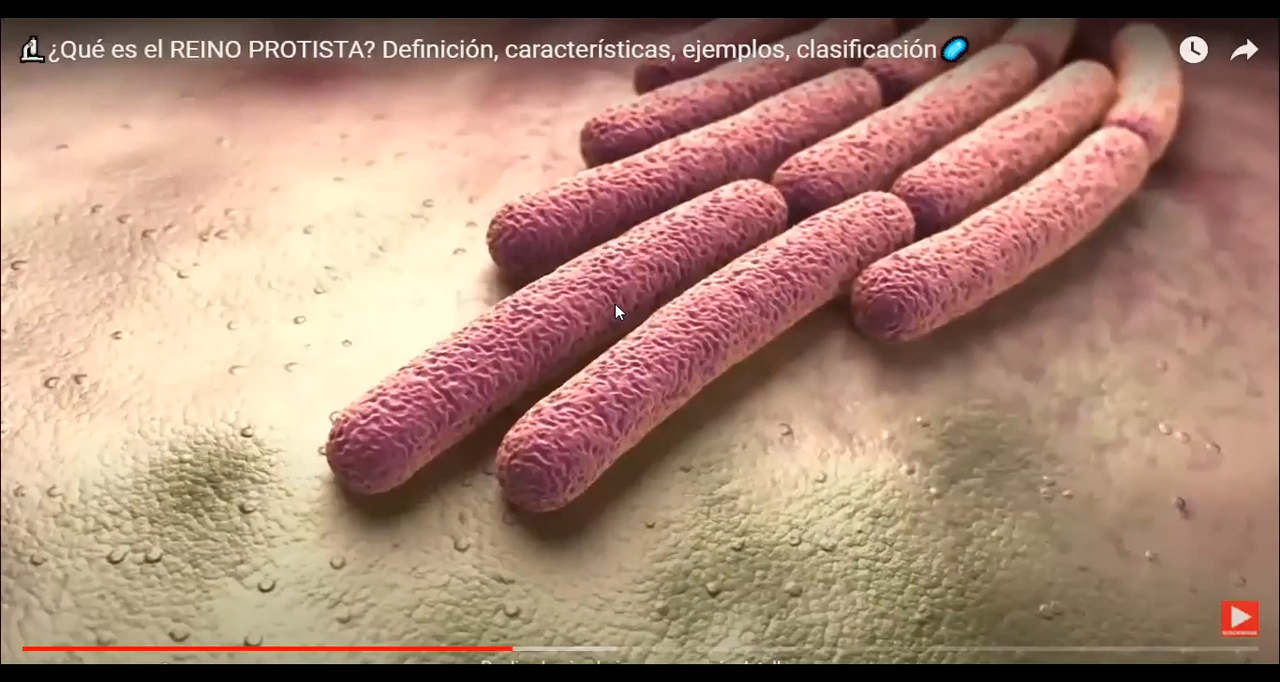 ¿Qué es el REINO PROTISTA? Definición, características, ejemplos, clasificación